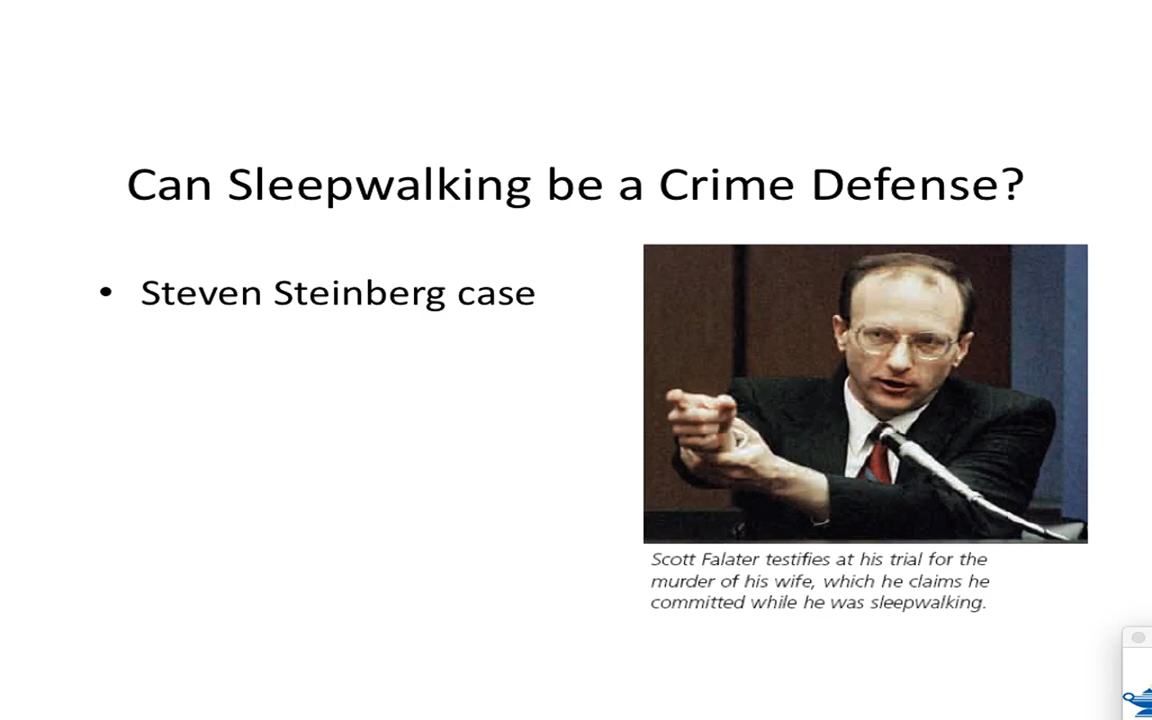 Can Sleepwalking be a Crime Defense?
• Steven Steinberg case
Scott Falater testifies at his trial for the
murder of his wife, which he claims he
committed while he was sleepwalking.